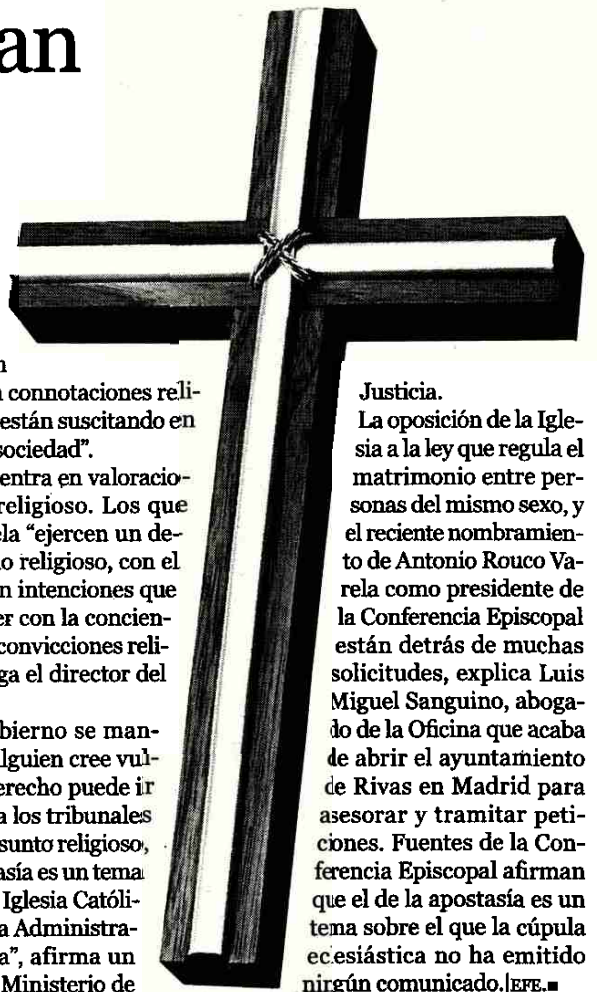 an
connotaciones reli-
están suscitando en
sociedad”.
entra en valoracio-
religioso. Los que
ela “ejercen un de-
o religioso, con el
n intenciones que
er con la concien-
convicciones reli-
ga el director del
bierno se man-
lguien cree vul-
erecho puede ir
a los tribunales
sunto religioso,
asía es un tema
Iglesia Católi-
a Administra-
a”, afirma un
Ministerio de
Justicia.
La oposición de la Igle-
sia a la ley que regula el
matrimonio entre per-
sonas del mismo sexo, y
el reciente nombramien-
to de Antonio Rouco Va-
rela como presidente de
la Conferencia Episcopal
están detrás de muchas
solicitudes, explica Luis
Miguel Sanguino, aboga-
do de la Oficina que acaba
de abrir el ayuntamiento
de Rivas en Madrid para
asesorar y tramitar peti-
ciones. Fuentes de la Con-
ferencia Episcopal afirman
que el de la apostasía es un
tema sobre el que la cúpula
eclesiástica no ha emitido
ningún comunicado.|EFE.■